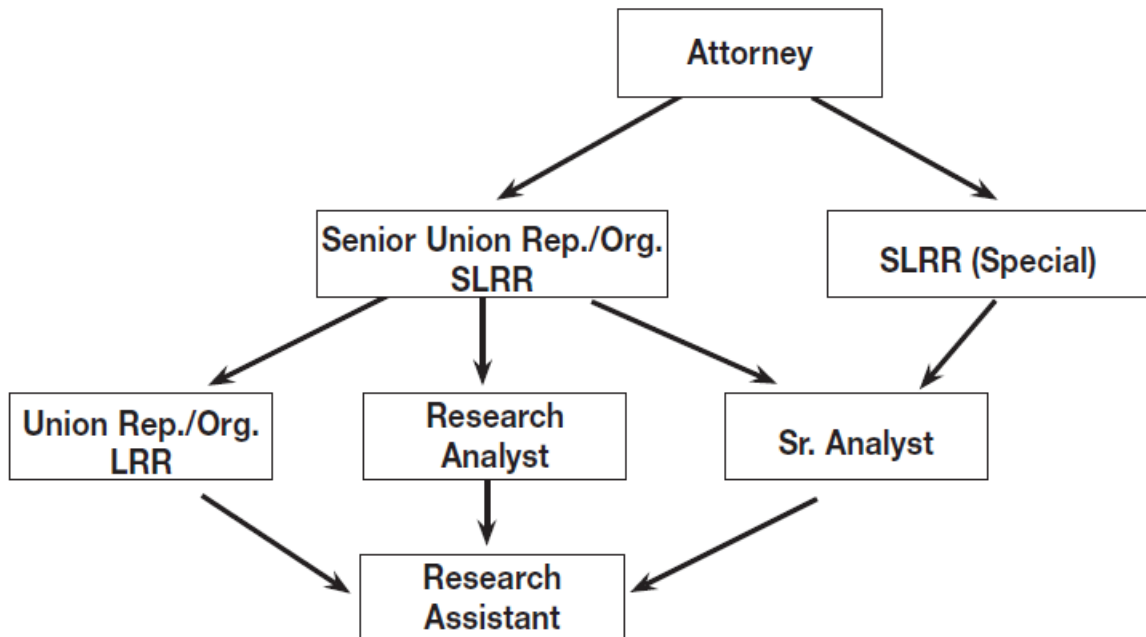 Attorney
Senior Union Rep./Org.
SLRR
SLRR (Special)
Union Rep./Org.
LRR
Research
Analyst
Sr. Analyst
Research
Assistant